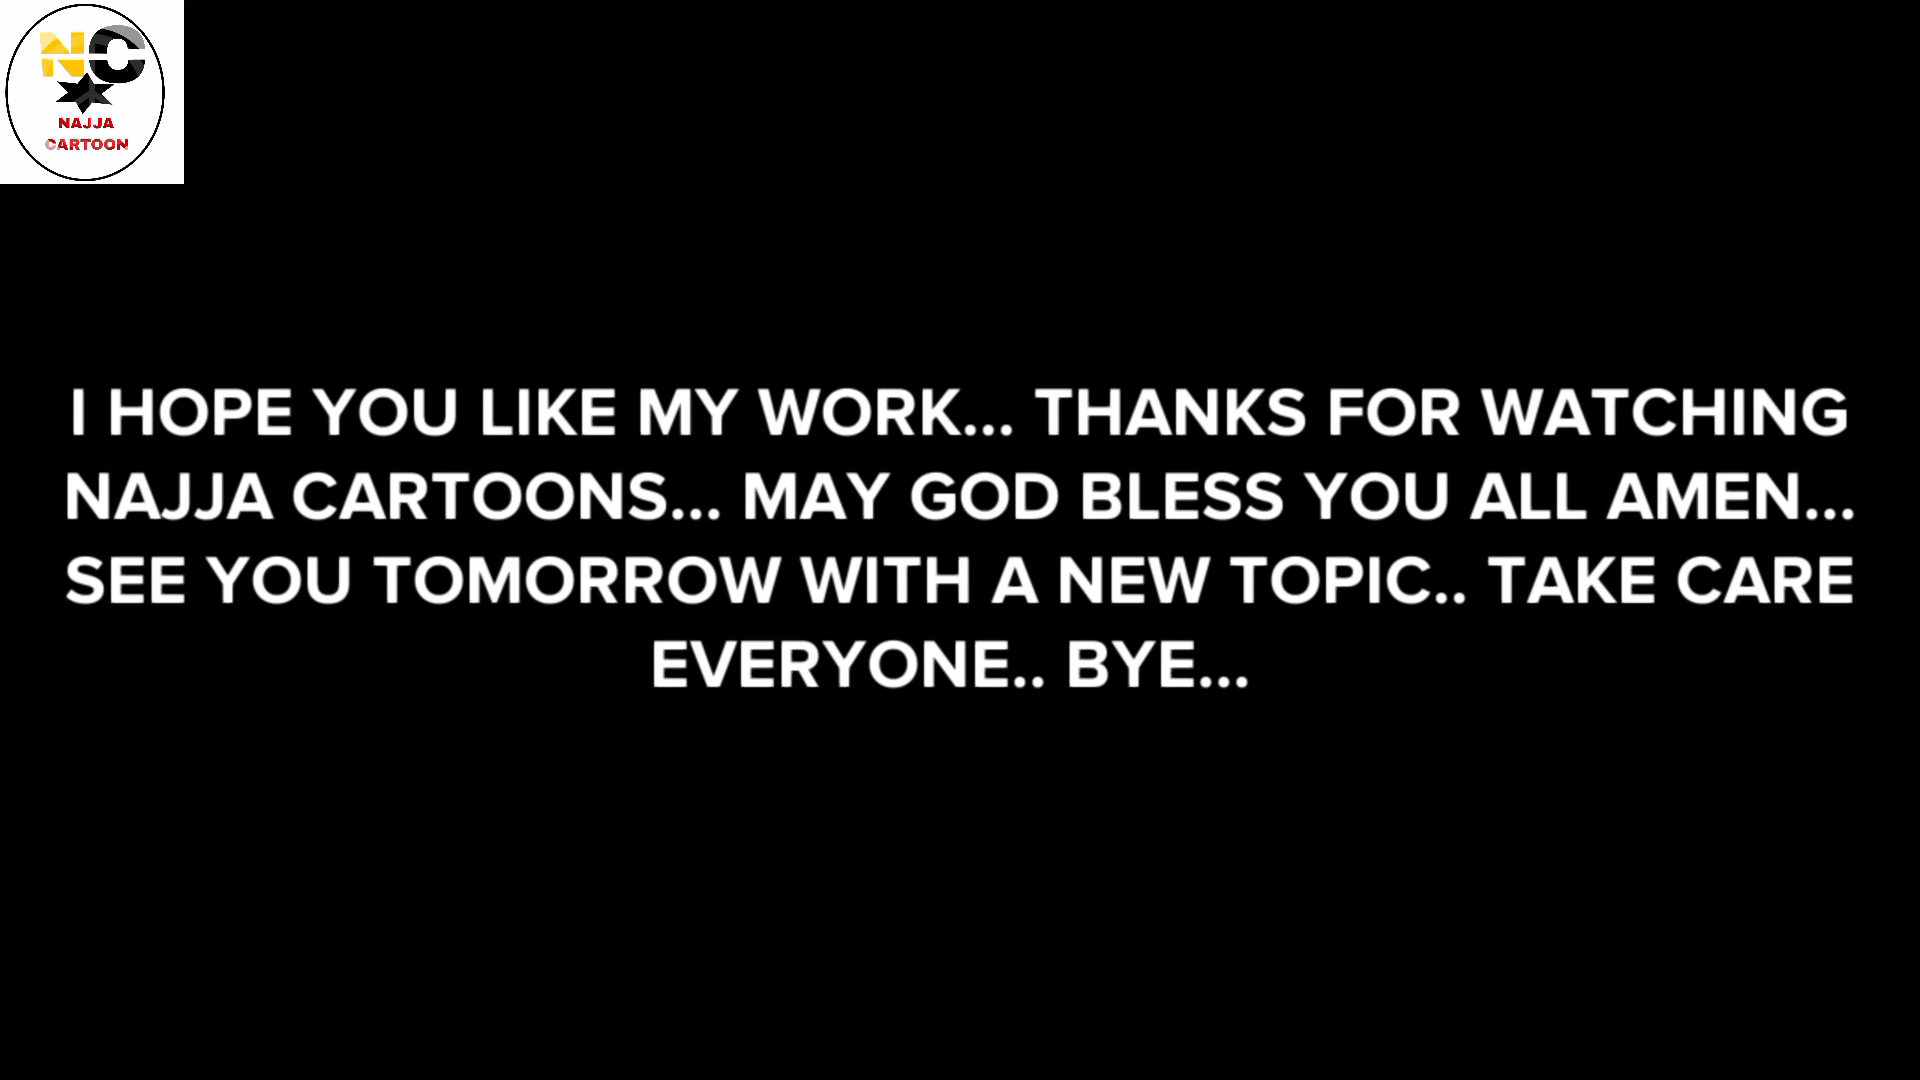 NC
NAJJA
CARTOON
I HOPE YOU LIKE MY WORK... THANKS FOR WATCHING
NAJJA CARTOONS... MAY GOD BLESS YOU ALL AMEN...
SEE YOU TOMORROW WITH A NEW TOPIC.. TAKE CARE
EVERYONE.. BYE...